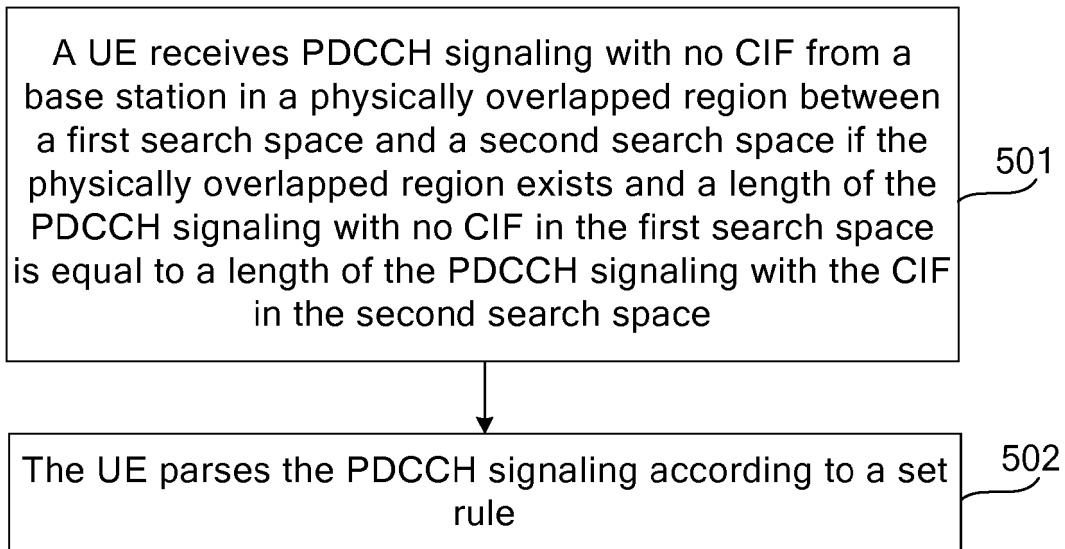 A UE receives PDCCH signaling with no CIF from a
base station in a physically overlapped region between
a first search space and a second search space if the
physically overlapped region exists and a length of the
PDCCH signaling with no CIF in the first search space
is equal to a length of the PDCCH signaling with the CIF
in the second search space
501
The UE parses the PDCCH signaling according to a set
rule
502